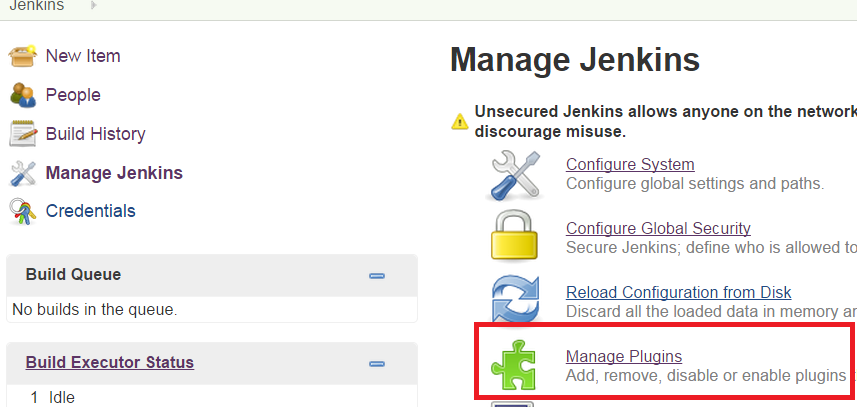 Jenkins
New Item
People
Build History
Manage Jenkins
Credentials
Build Queue
No builds in the queue.
Build Executor Status
1 Idle
Manage Jenkins
Unsecured Jenkins allows anyone on the network
discourage misuse.
Configure System
Configure global settings and paths.
Configure Global Security
Secure Jenkins; define who is allowed to
Reload Configuration from Disk
Discard all the loaded data in memory
Manage Plugins
Add, remove, disable or enable plugins